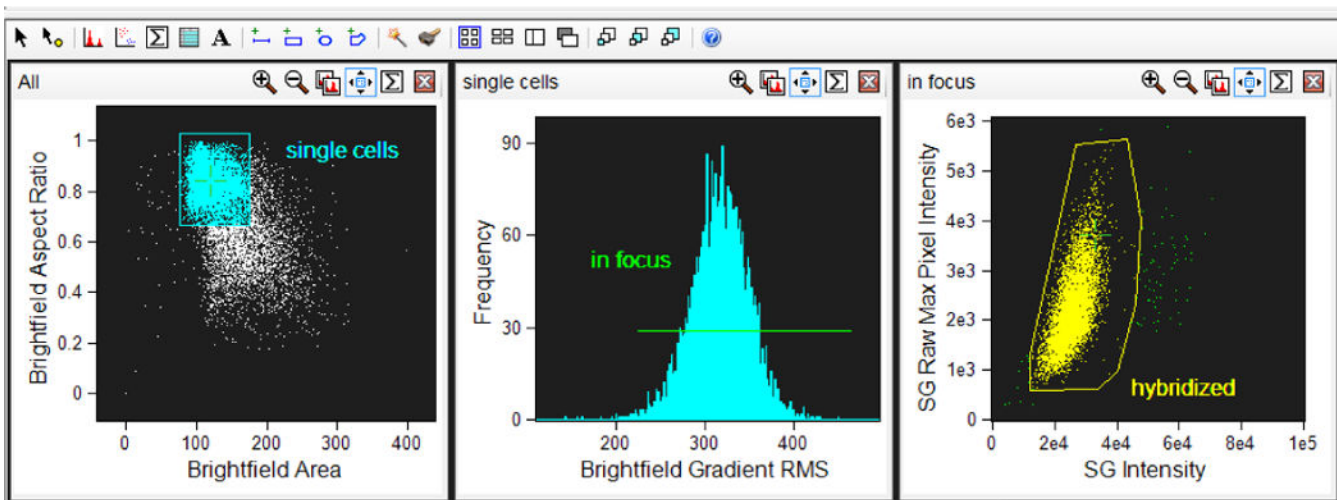 Σ A ?
All Σ
Brightfield Aspect Ratio
1
0.8
0.6
0.4
0.2
0
single cells
0 100 200 300 400
Brightfield Area
single cells Σ
Frequency
90
60
30
0
in focus
200 300 400
Brightfield Gradient RMS
in focus Σ
SG Raw Max Pixel Intensity
6e3
5e3
4e3
3e3
2e3
1e3
0
hybridized
0 2e4 4e4 6e4 8e4 1e5
SG Intensity